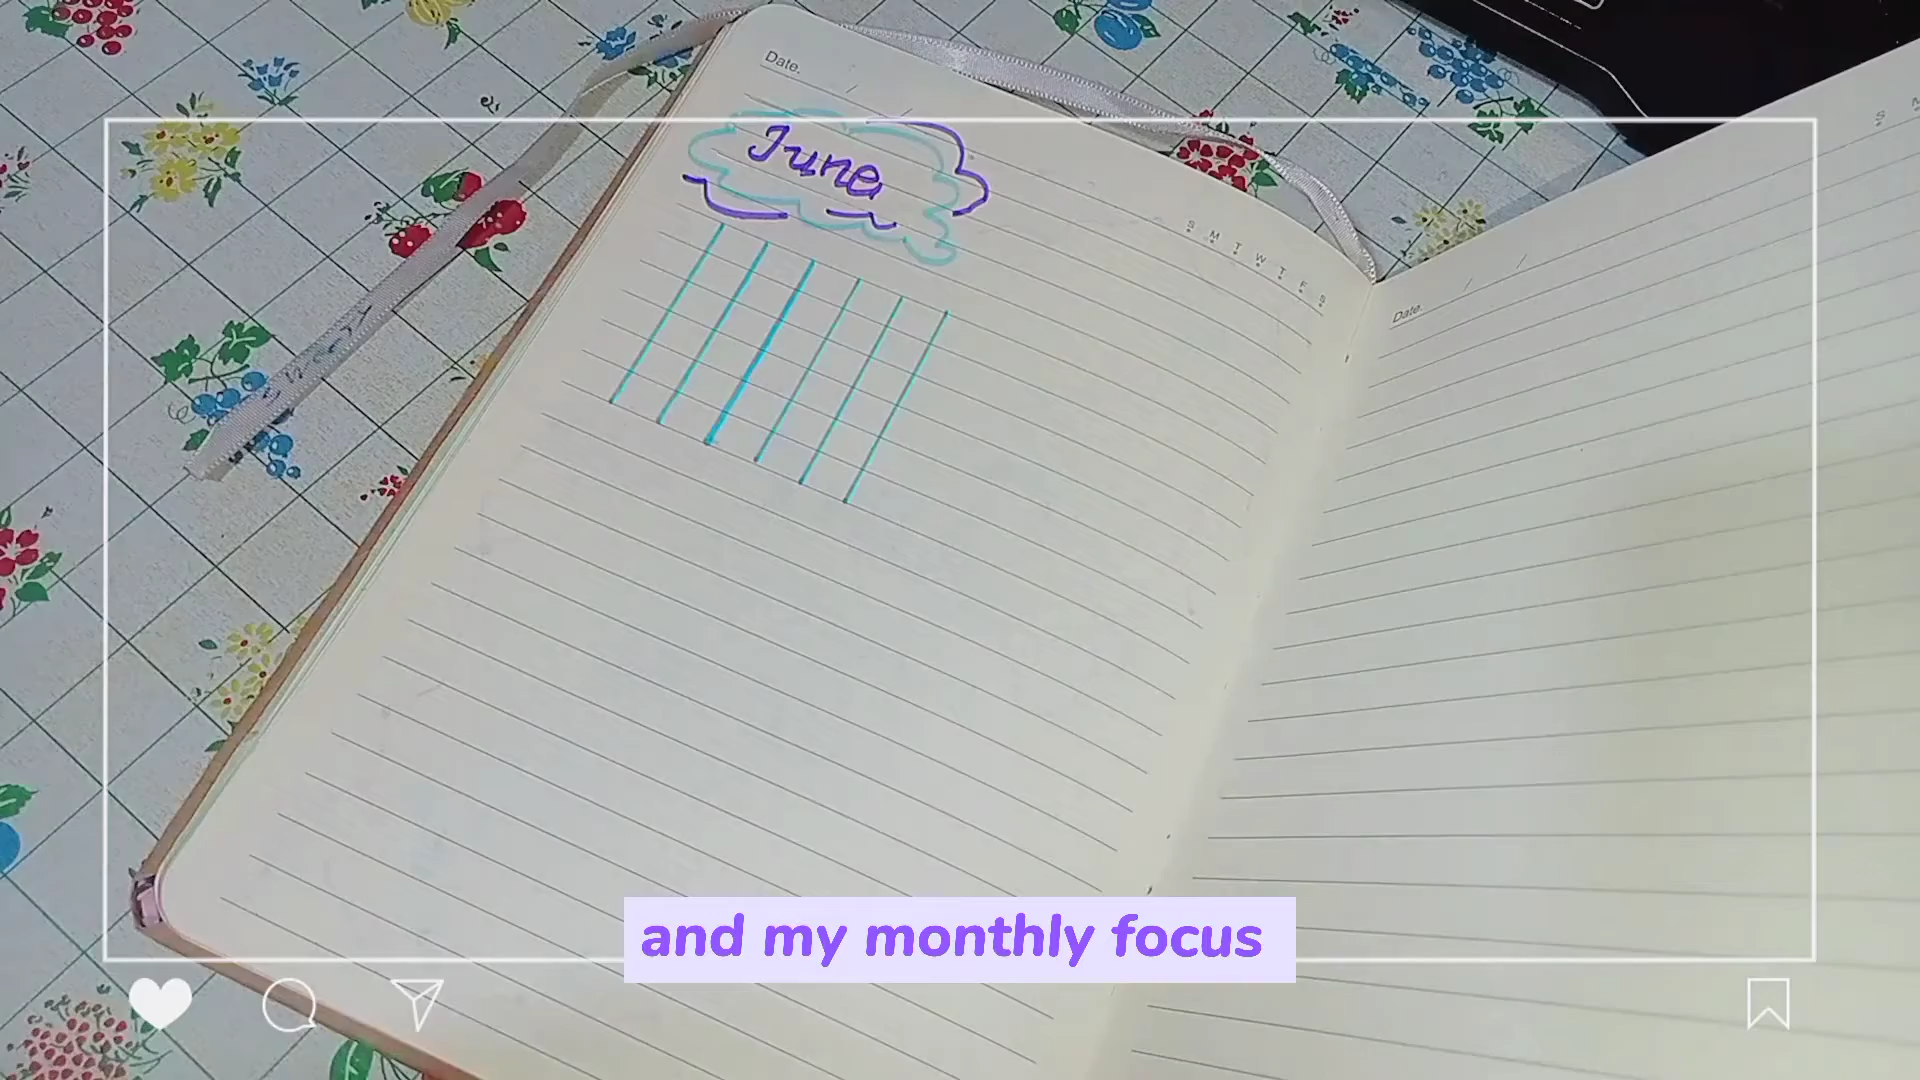 Date.
June
S M T W T F S
S
Date.
and my monthly focus